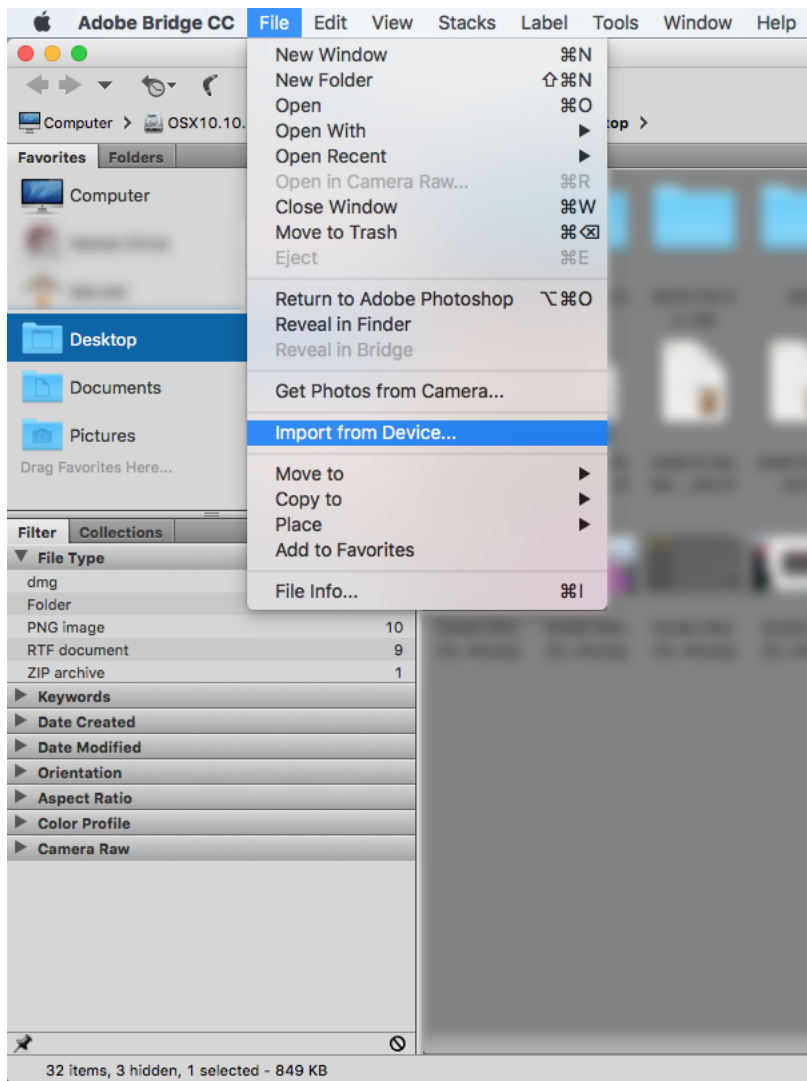 Adobe Bridge CC File Edit View Stacks Label Tools Window Help
New Window ⌘N
New Folder ⇧⌘N
Open ⌘O
Open With ▶
Open Recent ▶
Open in Camera Raw... ⌘R
Close Window ⌘W
Move to Trash ⌘⌫
Eject ⌘E
Return to Adobe Photoshop ⌥⌘O
Reveal in Finder
Reveal in Bridge
Get Photos from Camera...
Import from Device...
Move to ▶
Copy to ▶
Place ▶
Add to Favorites
File Info... ⌘I
Computer > OSX10.10. top >
Favorites Folders
Computer
Desktop
Documents
Pictures
Drag Favorites Here...
Filter Collections
File Type
dmg
Folder
PNG image 10
RTF document 9
ZIP archive 1
Keywords
Date Created
Date Modified
Orientation
Aspect Ratio
Color Profile
Camera Raw
32 items, 3 hidden, 1 selected - 849 KB